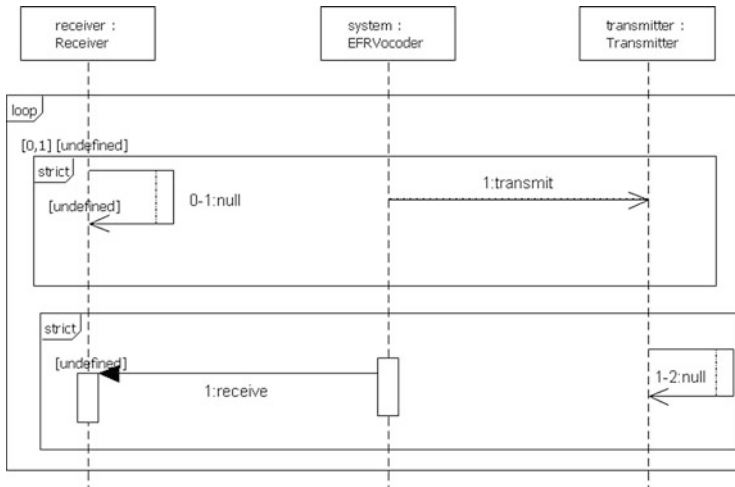 receiver :
Receiver
system :
EFRVocoder
transmitter :
Transmitter
loop
[0,1] [undefined]
strict
[undefined]
0-1:null
1:transmit
strict
[undefined]
1:receive
1-2:null